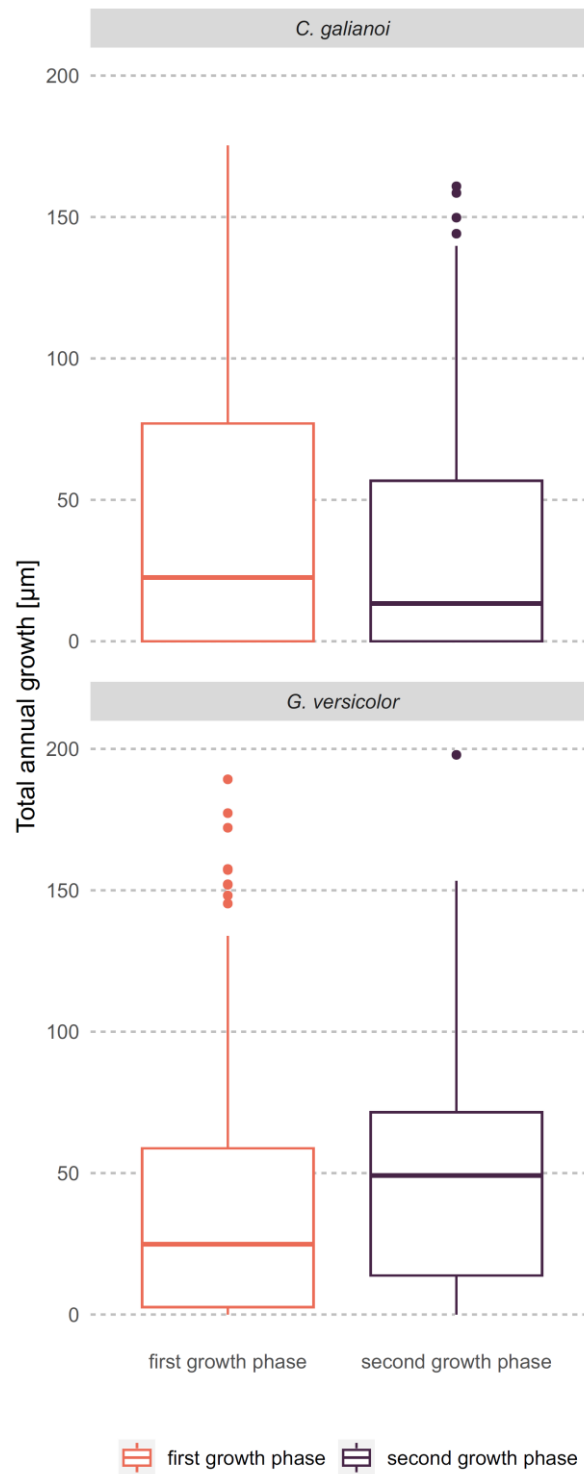 C. galianoi
200
150
100
50
0
Total annual growth [µm]
G. versicolor
200
150
100
50
0
first growth phase second growth phase
first growth phase second growth phase